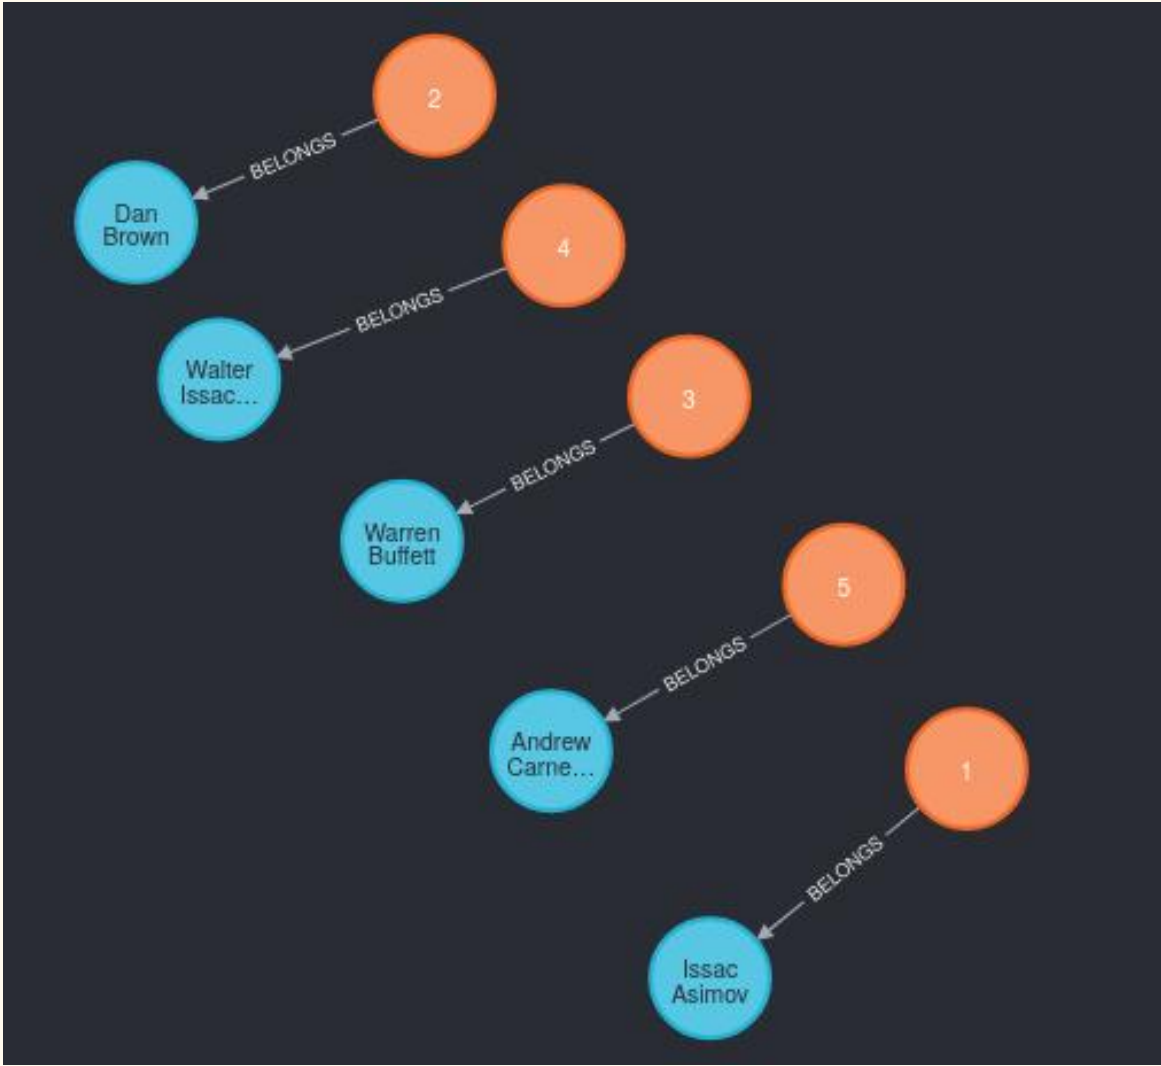 2
BELONGS
Dan
Brown
4
BELONGS
Walter
Issac…
3
BELONGS
Warren
Buffett
5
BELONGS
Andrew
Carne…
1
BELONGS
Issac
Asimov